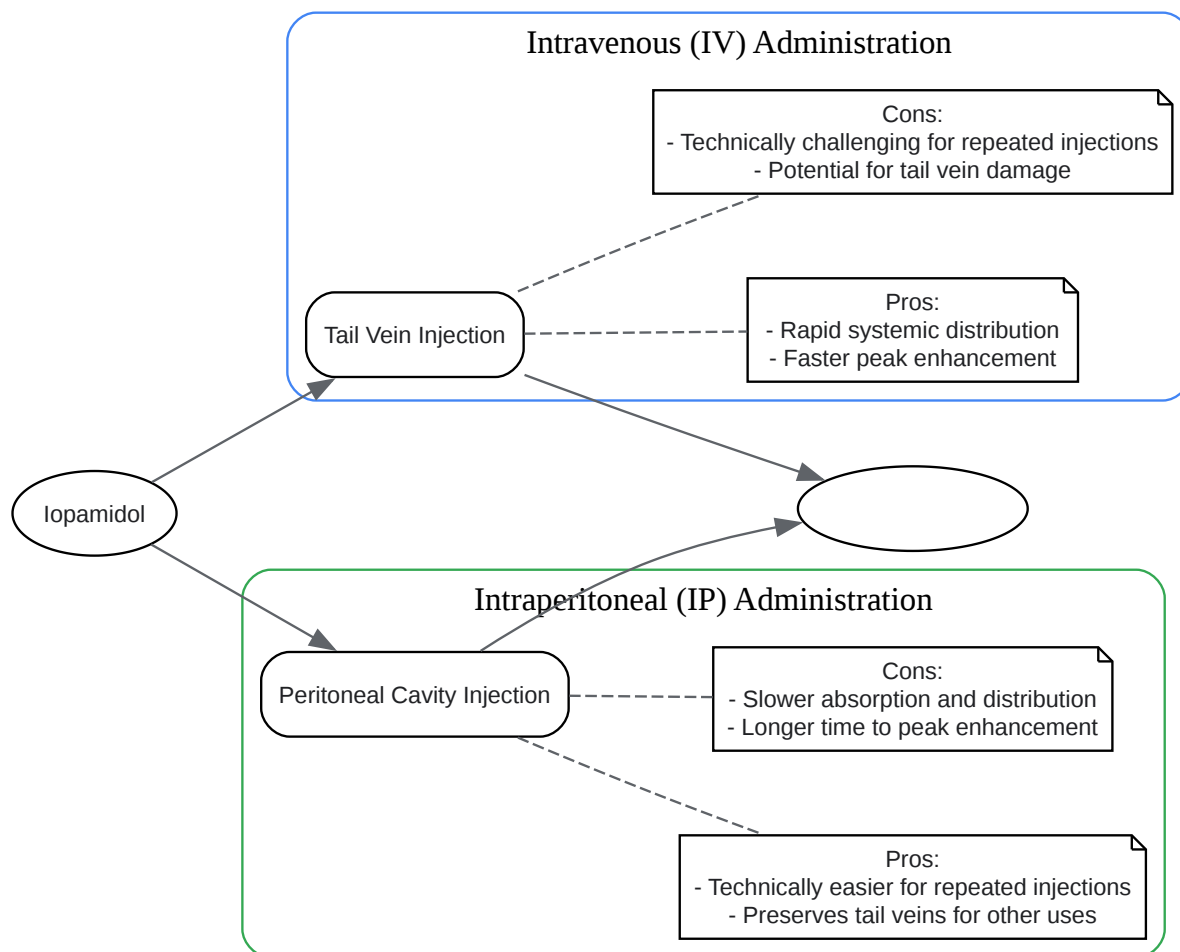 Intravenous (IV) Administration
Cons:
- Technically challenging for repeated injections
- Potential for tail vein damage
Pros:
- Rapid systemic distribution
- Faster peak enhancement
Tail Vein Injection
Iopamidol
Intraperitoneal (IP) Administration
Cons:
- Slower absorption and distribution
- Longer time to peak enhancement
Peritoneal Cavity Injection
Pros:
- Technically easier for repeated injections
- Preserves tail veins for other uses